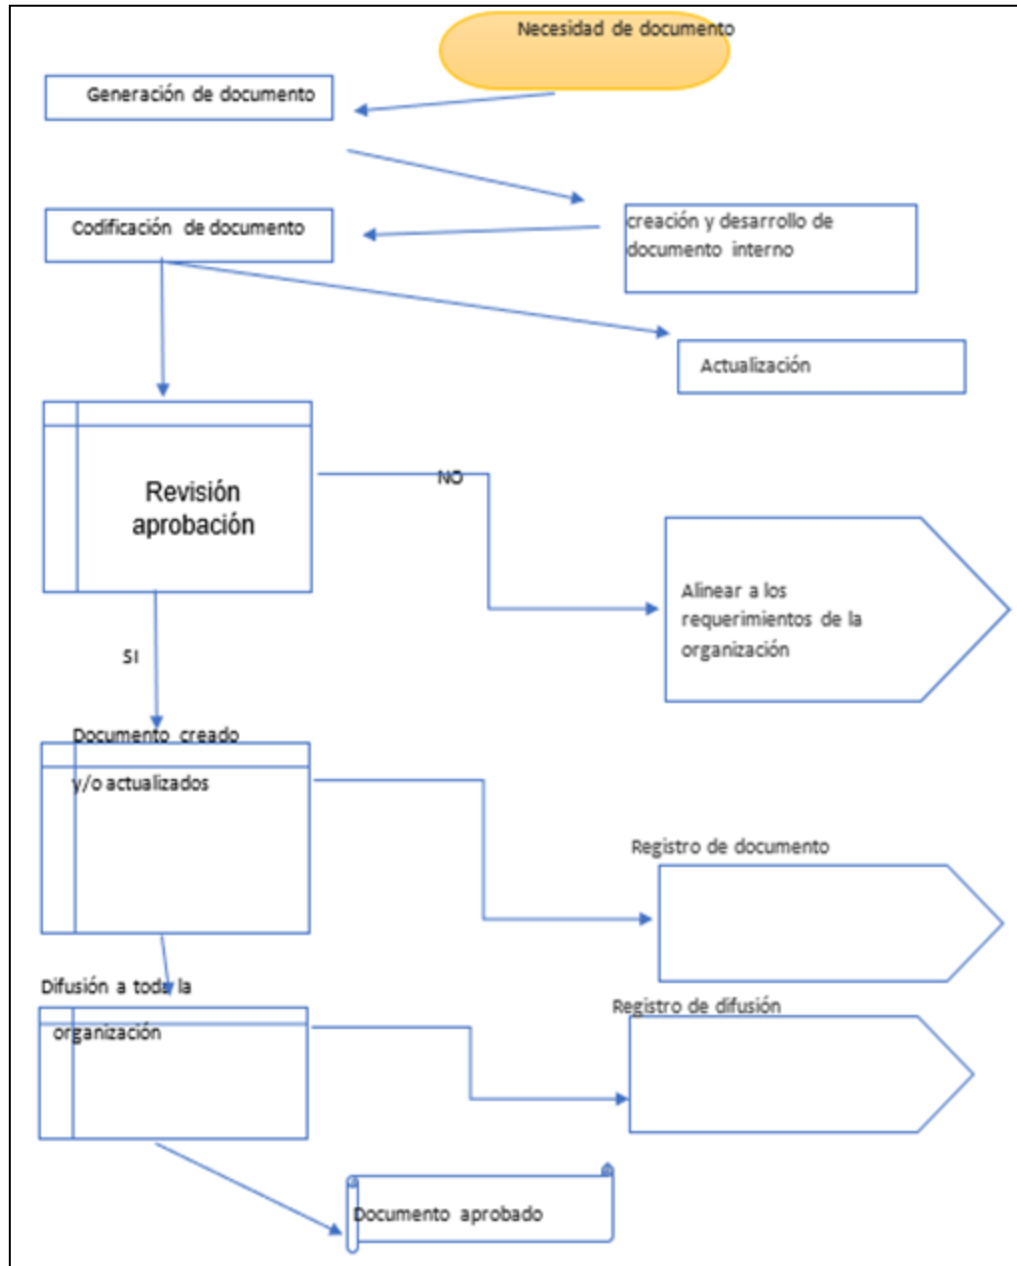 Necesidad de documento
Generación de documento
Codificación de documento
creación y desarrollo de
documento interno
Actualización
Revisión
aprobación
NO
Alinear a los
requerimientos de la
organización
SI
Documento creado
y/o actualizados
Registro de documento
Difusión a toda la
organización
Registro de difusión
Documento aprobado